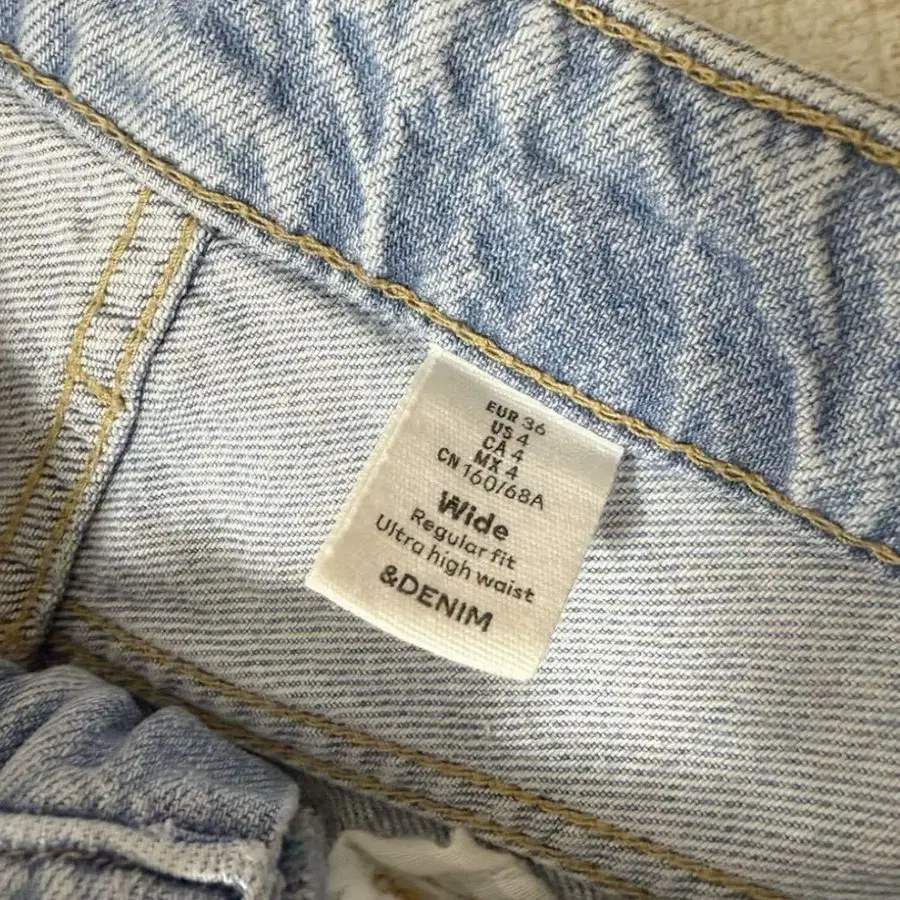 EUR 36
US 4
CA 4
MX 4
CN 160/68A
Wide
Regular fit
Ultra high waist
&DENIM